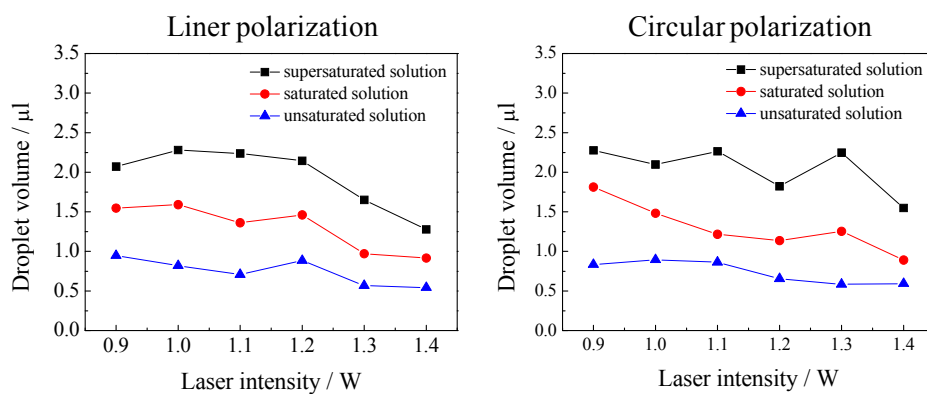 Liner polarization
3.5
3.0
2.5
2.0
1.5
1.0
0.5
0.0
Droplet volume / µl
supersaturated solution
saturated solution
unsaturated solution
0.9 1.0 1.1 1.2 1.3 1.4
Laser intensity / W
Circular polarization
3.5
3.0
2.5
2.0
1.5
1.0
0.5
0.0
Droplet volume / µl
supersaturated solution
saturated solution
unsaturated solution
0.9 1.0 1.1 1.2 1.3 1.4
Laser intensity / W